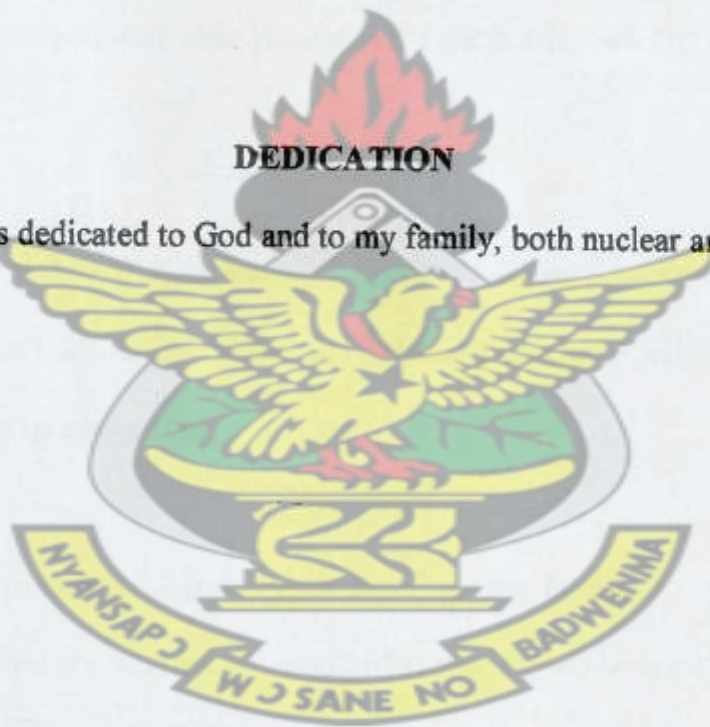 DEDICATION
s dedicated to God and to my family, both nuclear
NYANSAPƆ WƆSANE NO BADWENMA